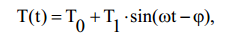 T(t) = T₀ + T₁ ·sin(ωt – φ),